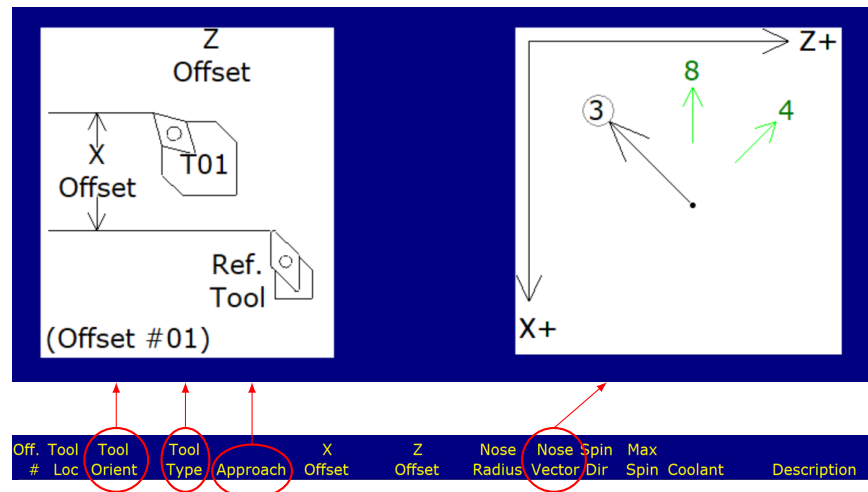 Z
Offset
T01
X
Offset
Ref.
Tool
(Offset #01)
Z+
8
3
4
X+
Off. Tool Tool Tool X Z Nose Nose Spin Max
# Loc Orient Type Approach Offset Offset Radius Vector Dir Spin Coolant Description